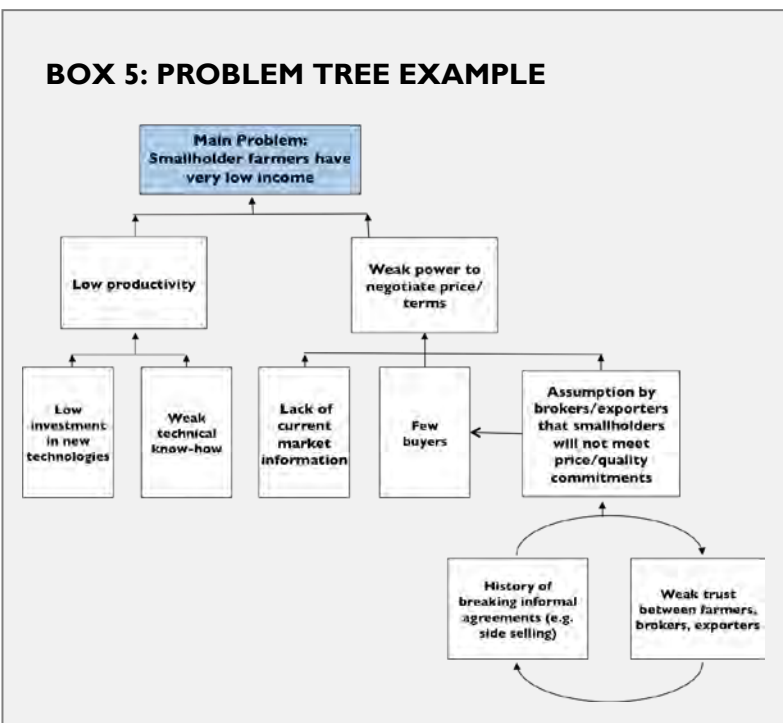 BOX 5: PROBLEM TREE EXAMPLE
Main Problem:
Smallholder farmers have
very low income
Low productivity
Weak power to
negotiate price/
terms
Low
investment
in new
technologies
Weak
technical
know-how
Lack of
current
market
information
Few
buyers
Assumption by
brokers/exporters
that smallholders
will not meet
price/quality
commitments
History of
breaking informal
agreements (e.g.
side selling)
Weak trust
between farmers,
brokers, exporters